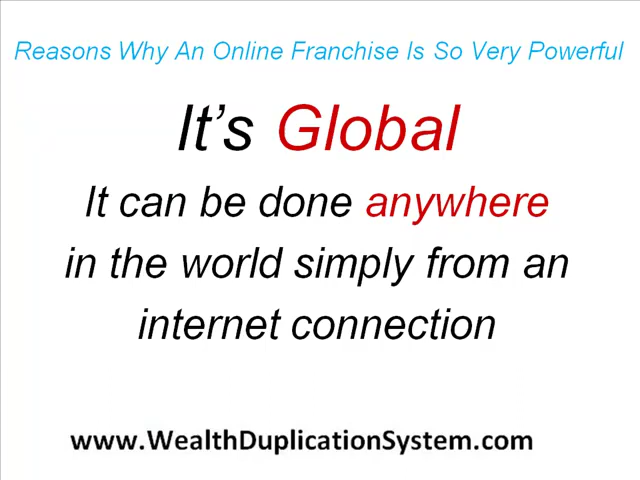 Reasons Why An Online Franchise Is So Very Powerful
It's Global
It can be done anywhere
in the world simply from an
internet connection
www.WealthDuplicationSystem.com